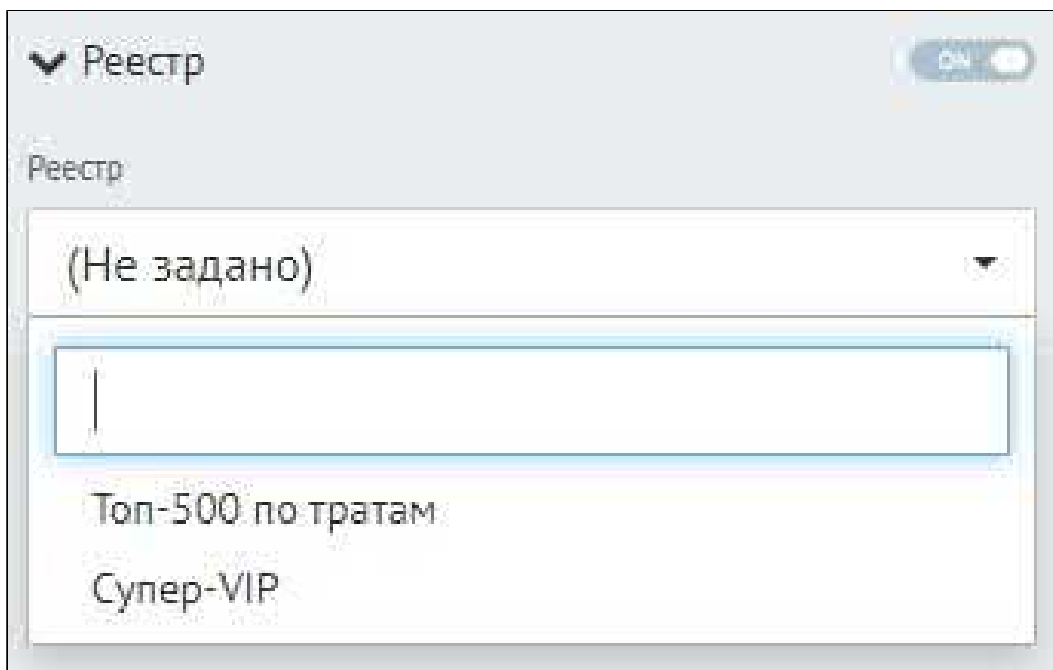 Реестр
ON
Реестр
(Не задано)
Топ-500 по тратам
Супер-VIP